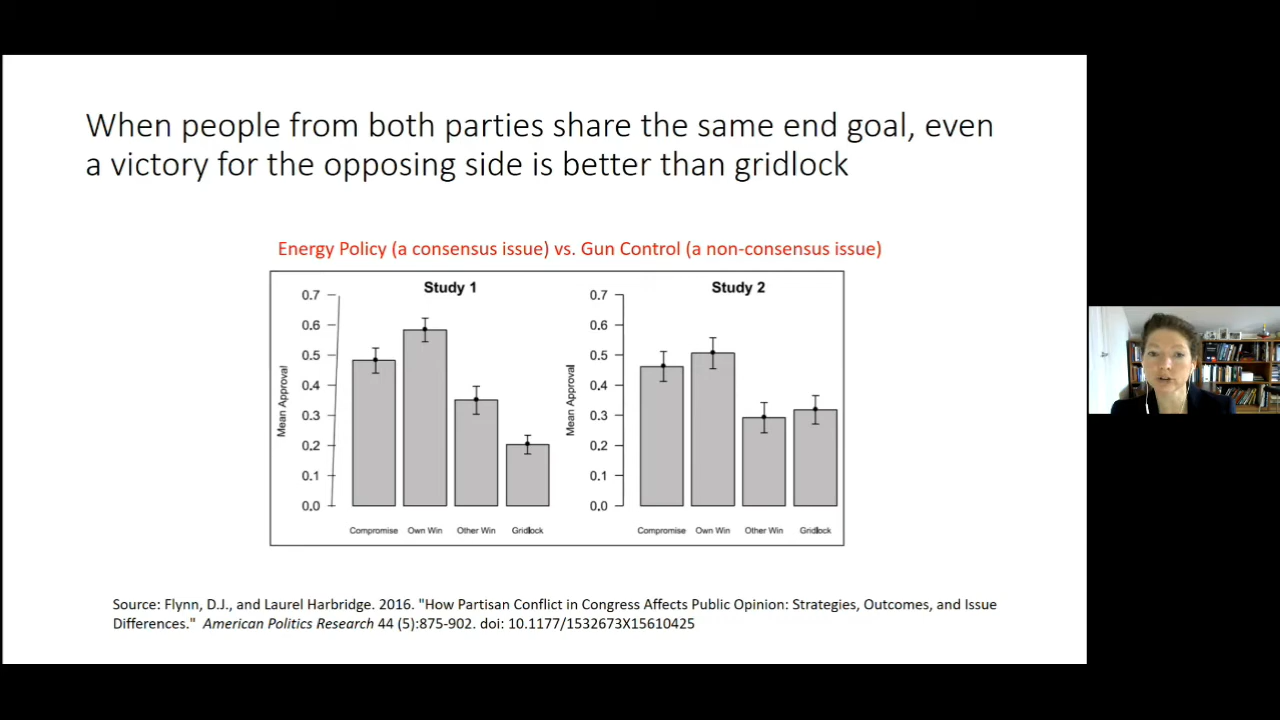 When people from both parties share the same end goal, even
a victory for the opposing side is better than gridlock
Energy Policy (a consensus issue) vs. Gun Control (a non-consensus issue)
Study 1
0.7
0.6
0.5
0.4
0.3
0.2
0.1
0.0
Mean Approval
Compromise Own Win Other Win Gridlock
Study 2
0.7
0.6
0.5
0.4
0.3
0.2
0.1
0.0
Mean Approval
Compromise Own Win Other Win Gridlock
Source: Flynn, D.J., and Laurel Harbridge. 2016. "How Partisan Conflict in Congress Affects Public Opinion: Strategies, Outcomes, and Issue
Differences." American Politics Research 44 (5):875-902. doi: 10.1177/1532673X15610425